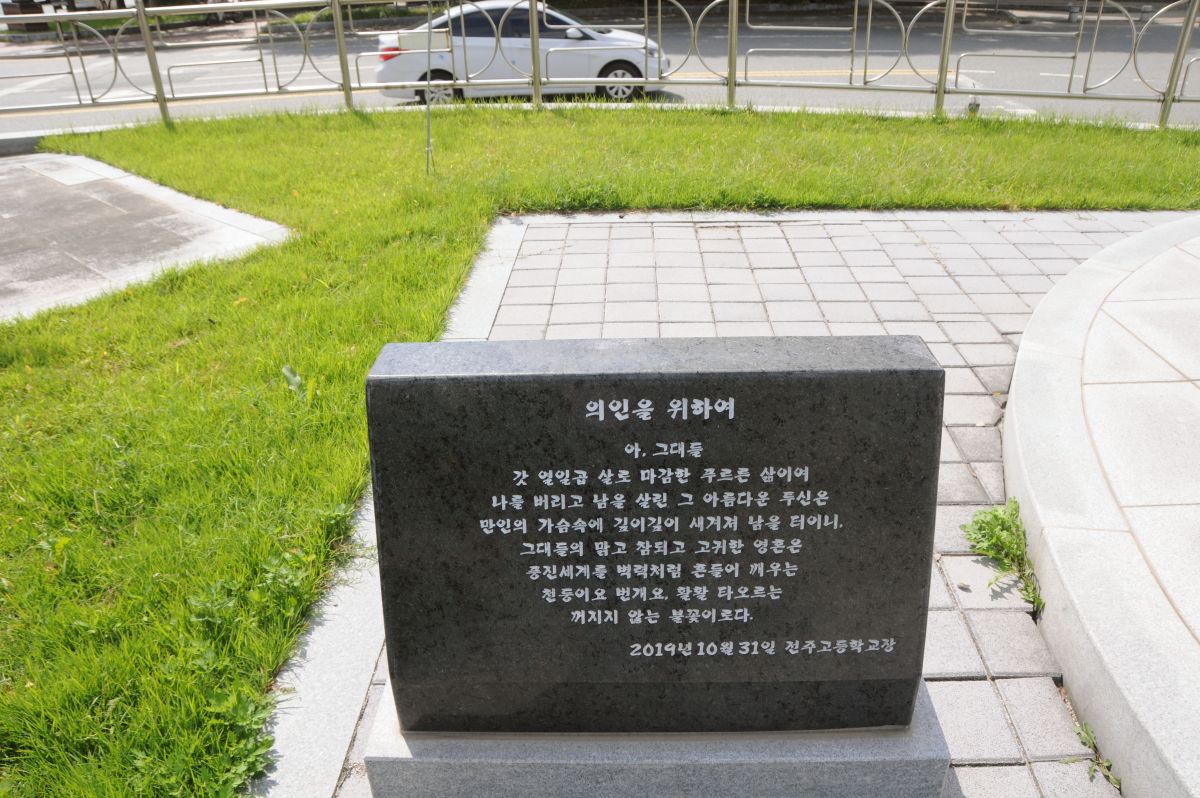 의인을 위하여
아, 그대들
갓 열일곱 살로 마감한 푸르른 삶이여
나를 버리고 남을 살린 그 아름다운 투신은
만인의 가슴속에 깊이깊이 새겨져 남을 터이니,
그대들의 맑고 참되고 고귀한 영혼은
풍진세계를 벽력처럼 흔들어 깨우는
천둥이요 번개요, 활활 타오르는
꺼지지 않는 불꽃이로다.
2019년 10월 31일 전주고등학교장